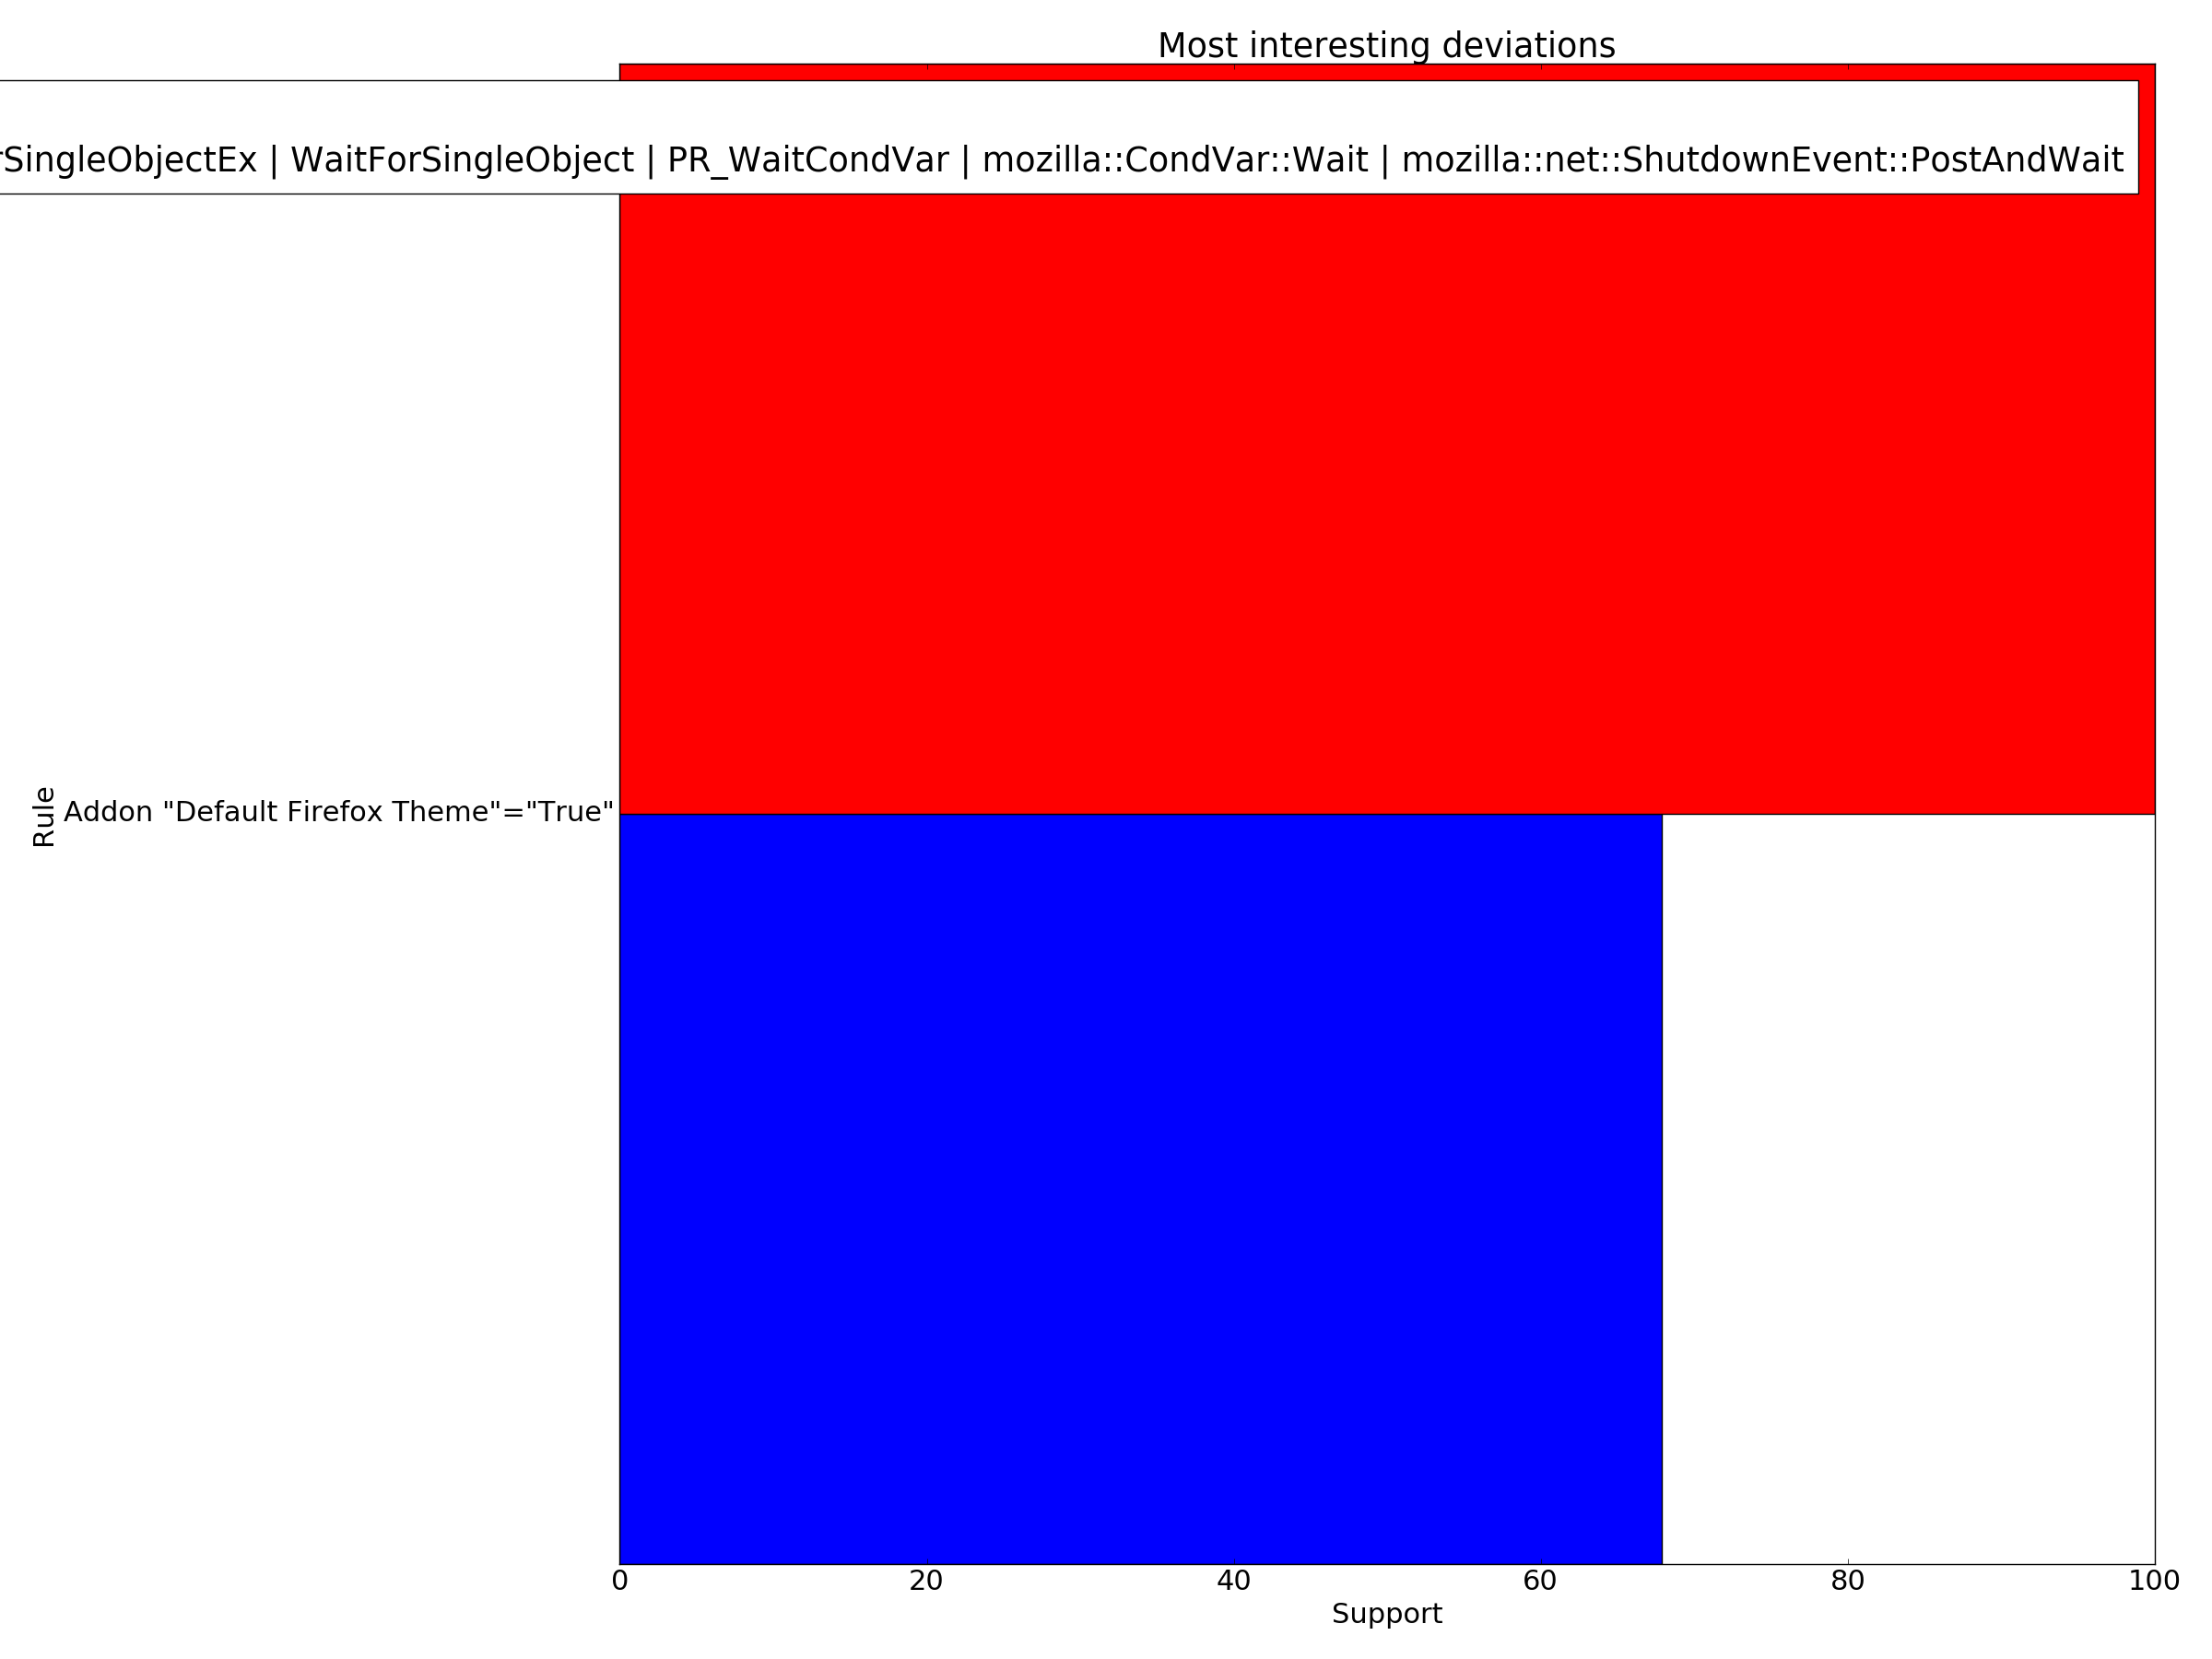 Most interesting deviations
SingleObjectEx | WaitForSingleObject | PR_WaitCondVar | mozilla::CondVar::Wait | mozilla::net::ShutdownEvent::PostAndWait
Rule
Addon "Default Firefox Theme"="True"
0 20 40 60 80 100
Support